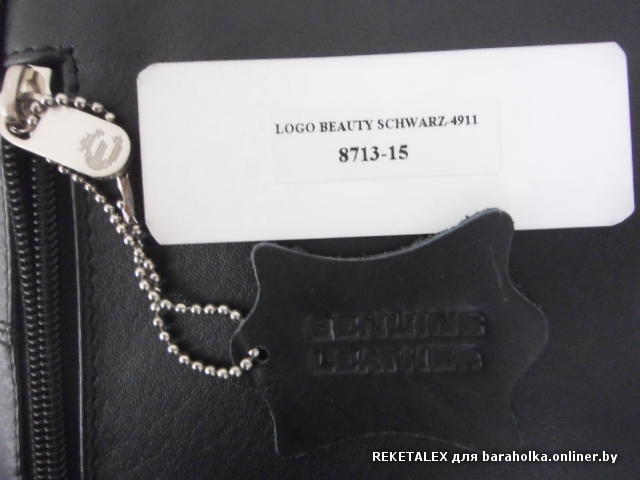 LOGO BEAUTY SCHWARZ-4911
8713-15
GENUINE
LEATHER
REKETALEX для baraholka.onliner.by